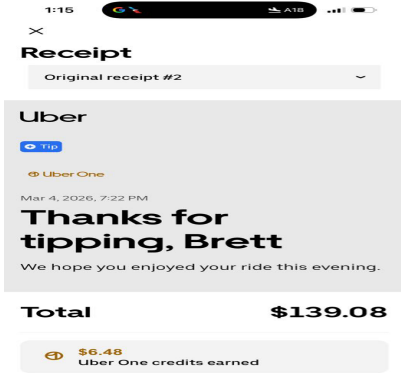 1:15
A18
Receipt
Original receipt #2
Uber
Tip
Uber One
Mar 4, 2026, 7:22 PM
Thanks for
tipping, Brett
We hope you enjoyed your ride this evening.
Total $139.08
$6.48
Uber One credits earned